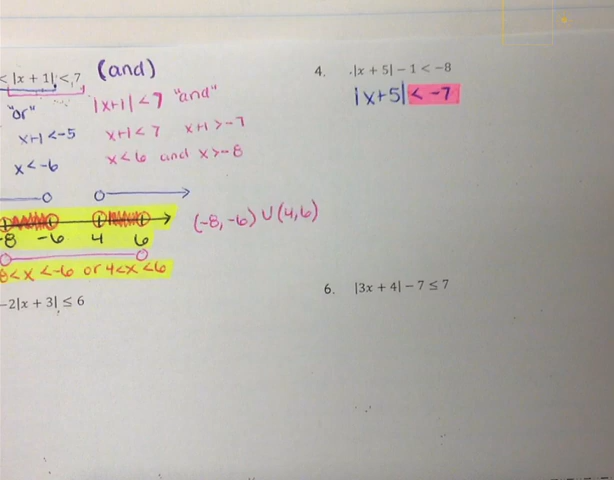 < |x + 1| < 7 (and)
"or" |x+1| < 7 "and"
x+1 < -5 x+1 < 7 x+1 > -7
x < -6 x < 6 and x > -8
-8 -6 4 6 (-8, -6) ∪ (4, 6)
8 < x < -6 or 4 < x < 6
-2|x + 3| ≤ 6
4. |x + 5| − 1 < −8
|x+5| < -7
6. |3x + 4| − 7 ≤ 7